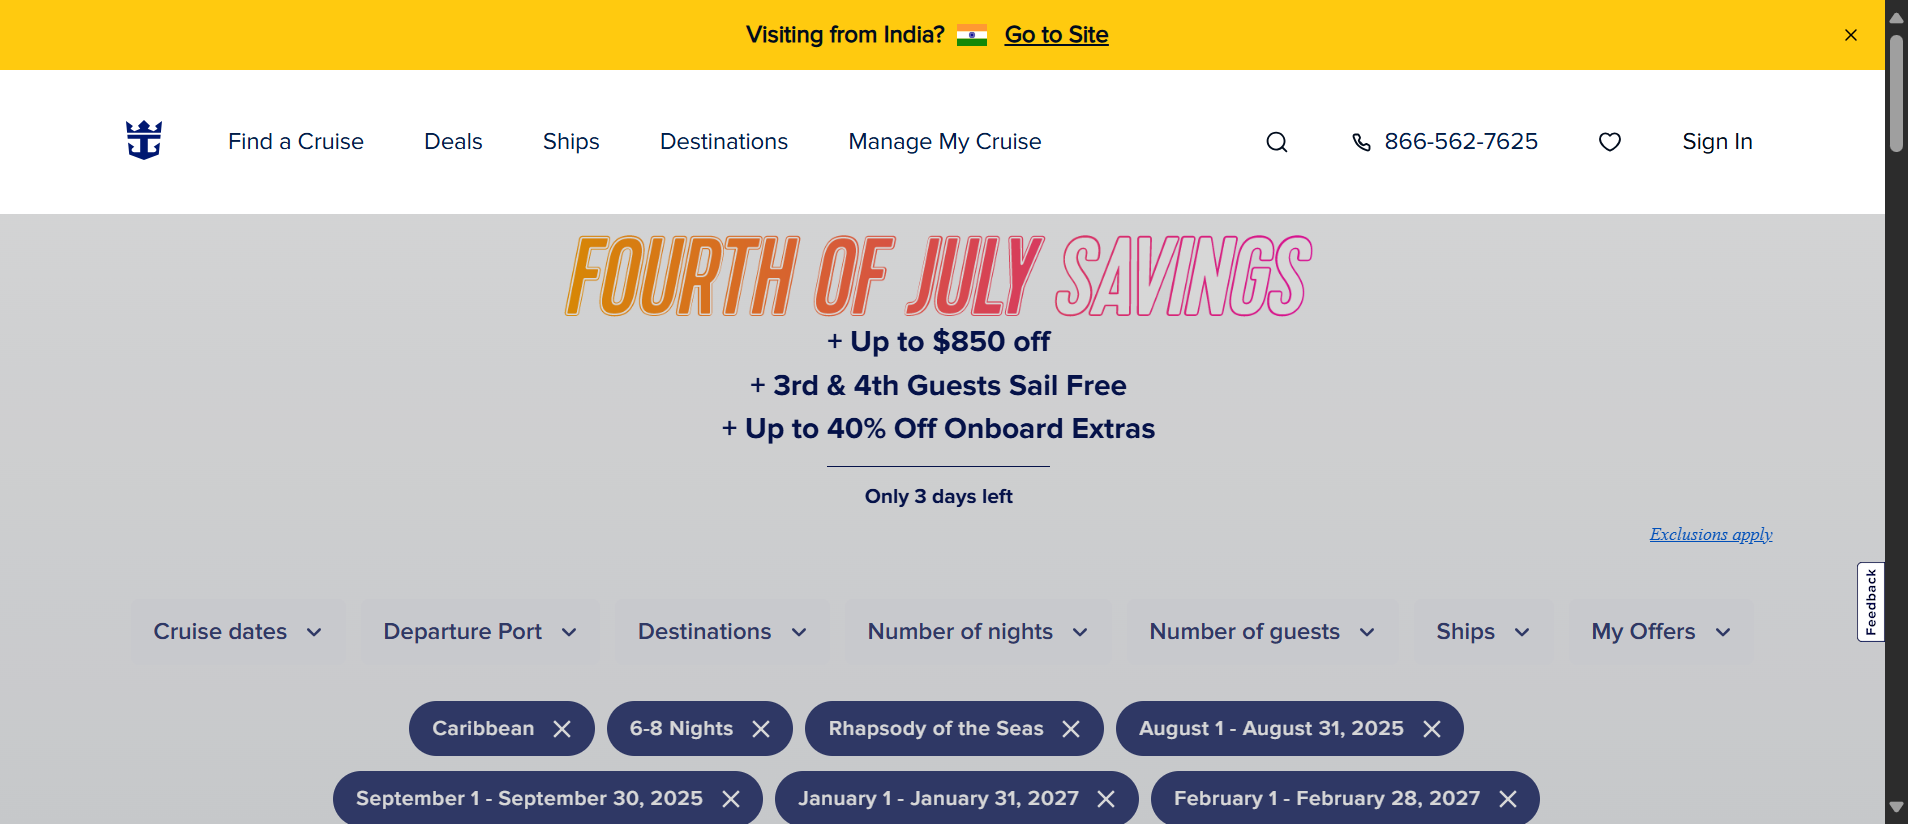 Visiting from India? Go to Site
Find a Cruise Deals Ships Destinations Manage My Cruise 866-562-7625 Sign In
FOURTH OF JULY SAVINGS
+ Up to $850 off
+ 3rd & 4th Guests Sail Free
+ Up to 40% Off Onboard Extras
Only 3 days left
Exclusions apply
Feedback
Cruise dates Departure Port Destinations Number of nights Number of guests Ships My Offers
Caribbean 6-8 Nights Rhapsody of the Seas August 1 - August 31, 2025
September 1 - September 30, 2025 January 1 - January 31, 2027 February 1 - February 28, 2027